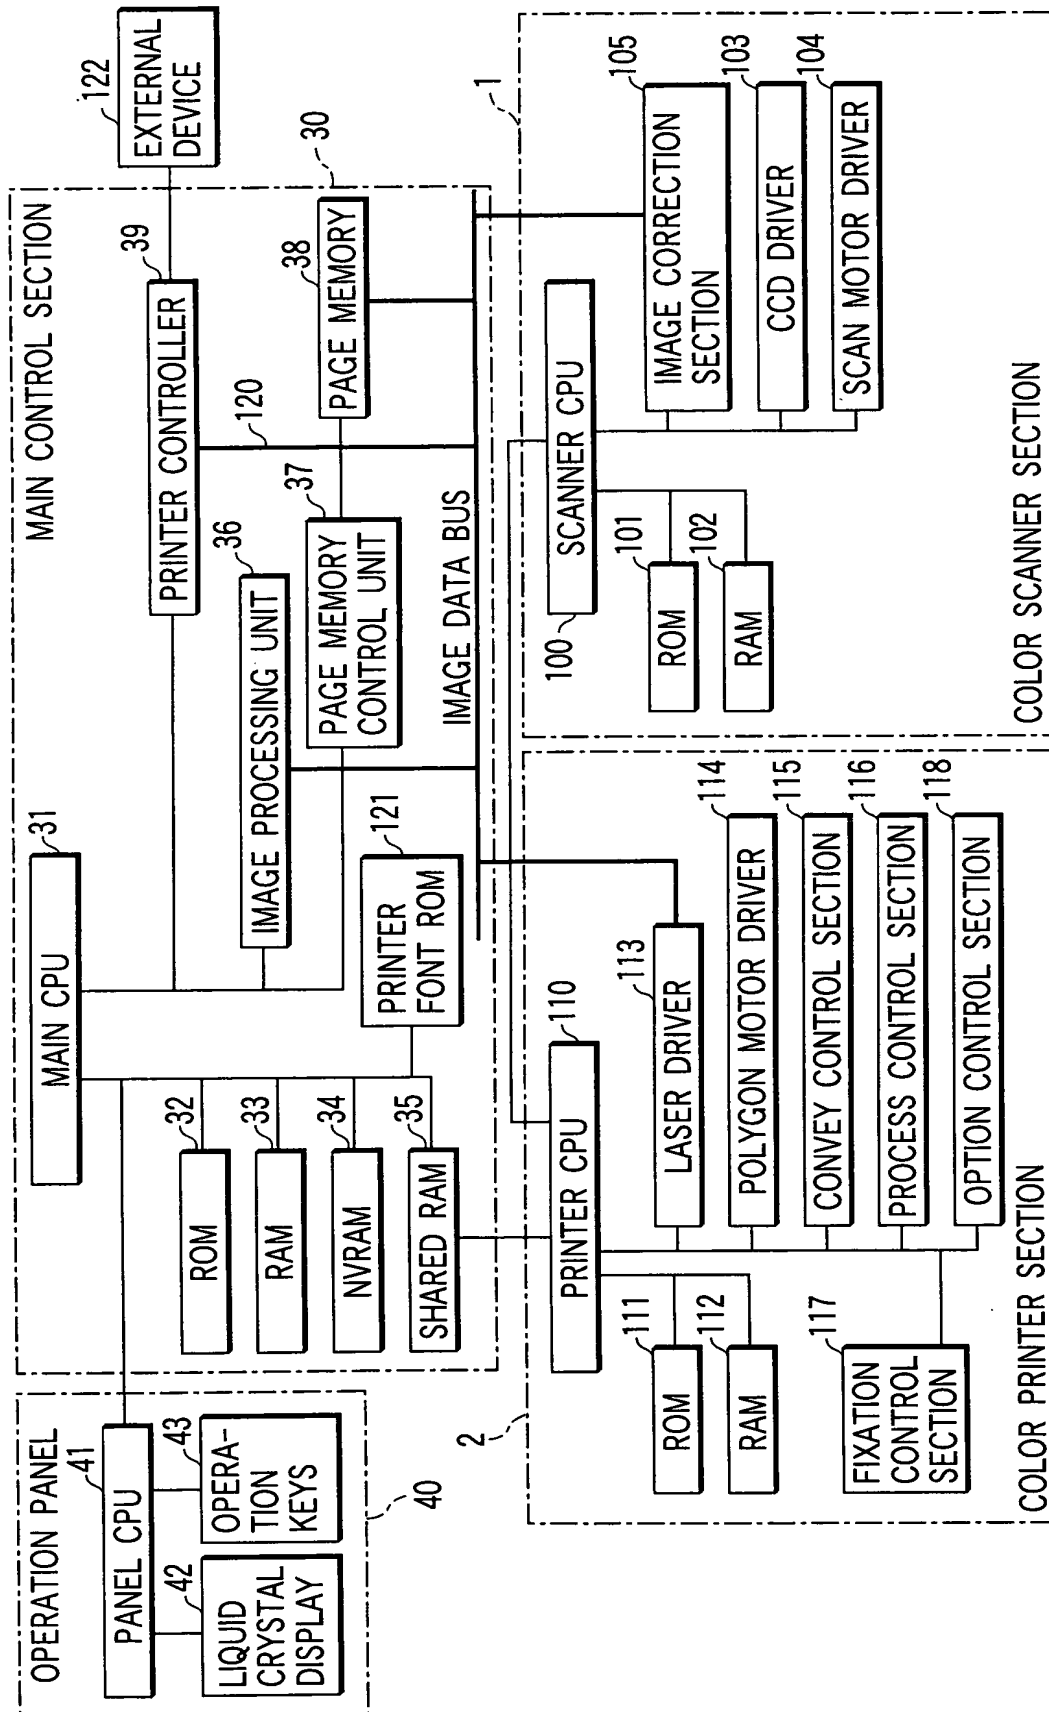 OPERATION PANEL
41
PANEL CPU
42
LIQUID
CRYSTAL
DISPLAY
43
OPERA-
TION
KEYS
40
MAIN CONTROL SECTION
31
MAIN CPU
ROM
32
RAM
33
NVRAM
34
SHARED RAM
35
PRINTER
FONT ROM
121
IMAGE PROCESSING UNIT
36
PAGE MEMORY
CONTROL UNIT
37
PRINTER CONTROLLER
39
PAGE MEMORY
38
120
IMAGE DATA BUS
30
122
EXTERNAL
DEVICE
2
PRINTER CPU
110
ROM
111
RAM
112
LASER DRIVER
113
POLYGON MOTOR DRIVER
114
CONVEY CONTROL SECTION
115
PROCESS CONTROL SECTION
116
OPTION CONTROL SECTION
118
FIXATION
CONTROL
SECTION
117
COLOR PRINTER SECTION
1
SCANNER CPU
100
ROM
101
RAM
102
IMAGE CORRECTION
SECTION
105
CCD DRIVER
103
SCAN MOTOR DRIVER
104
COLOR SCANNER SECTION